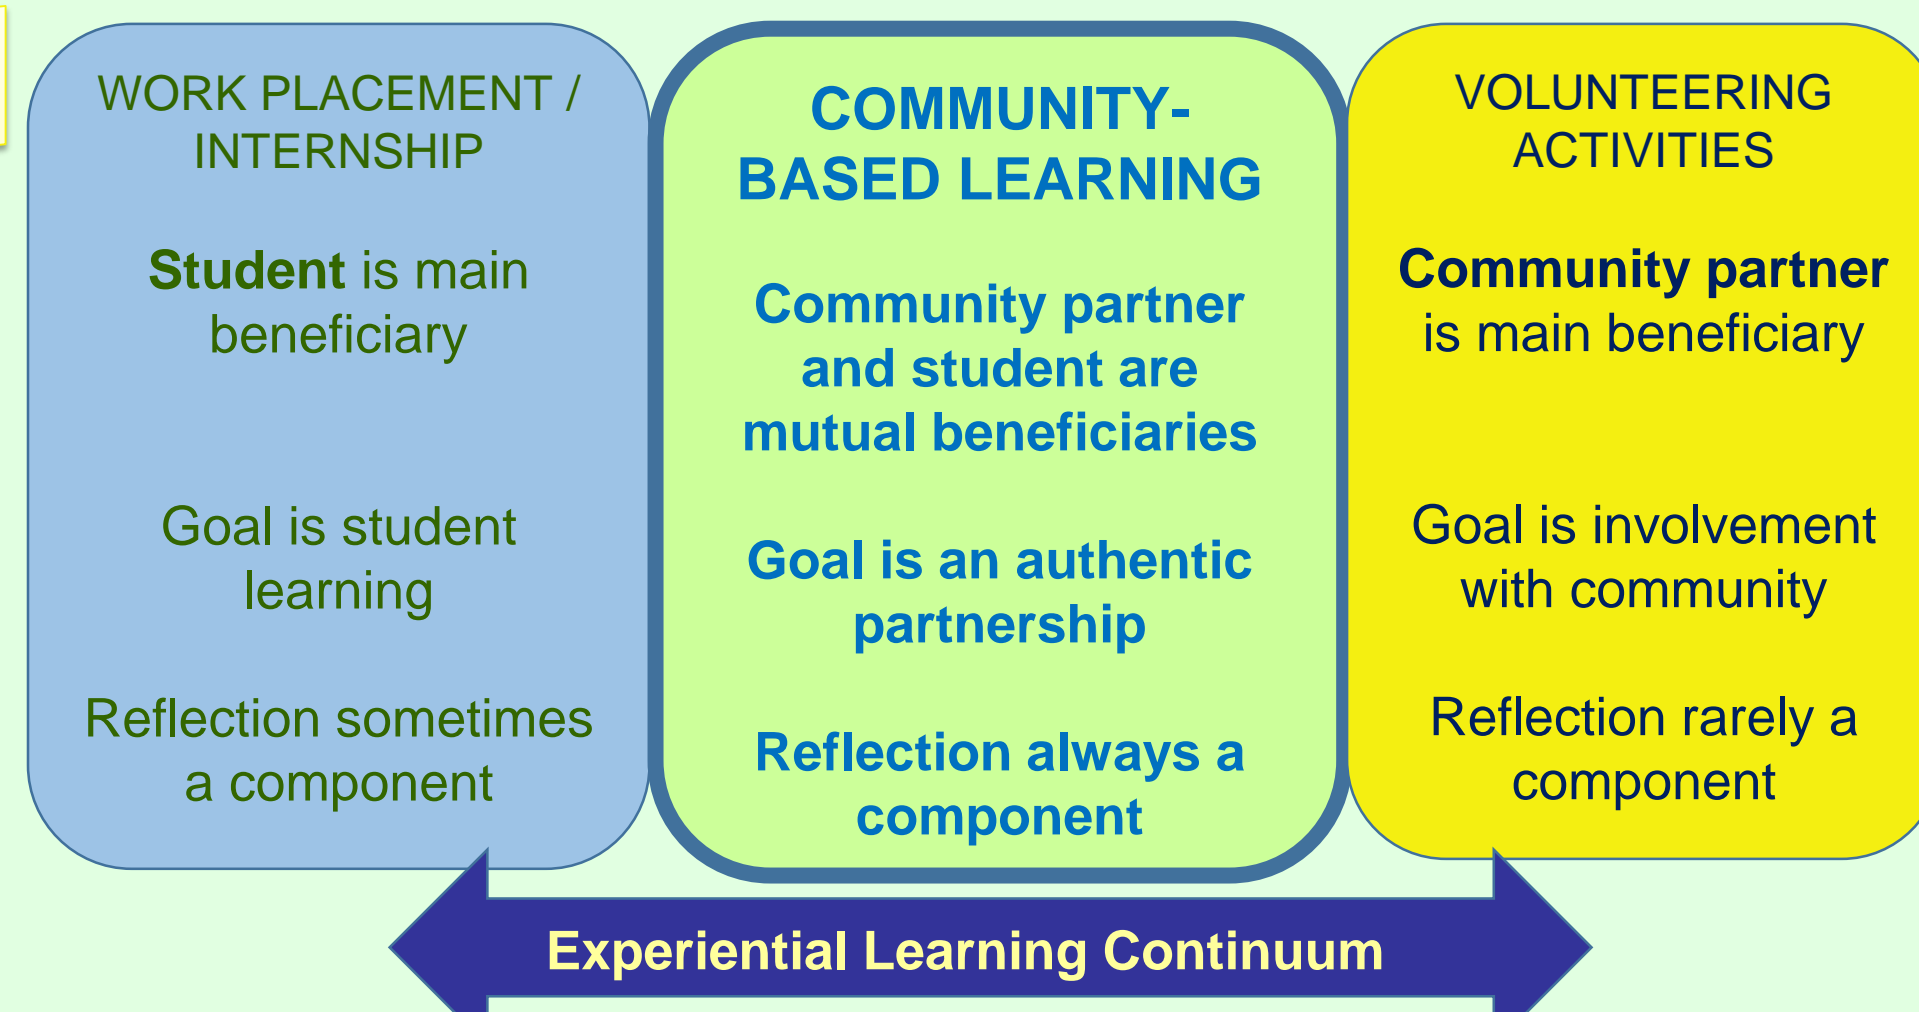 WORK PLACEMENT /
INTERNSHIP
Student is main
beneficiary
Goal is student
learning
Reflection sometimes
a component
COMMUNITY-
BASED LEARNING
Community partner
and student are
mutual beneficiaries
Goal is an authentic
partnership
Reflection always a
component
VOLUNTEERING
ACTIVITIES
Community partner
is main beneficiary
Goal is involvement
with community
Reflection rarely a
component
Experiential Learning Continuum